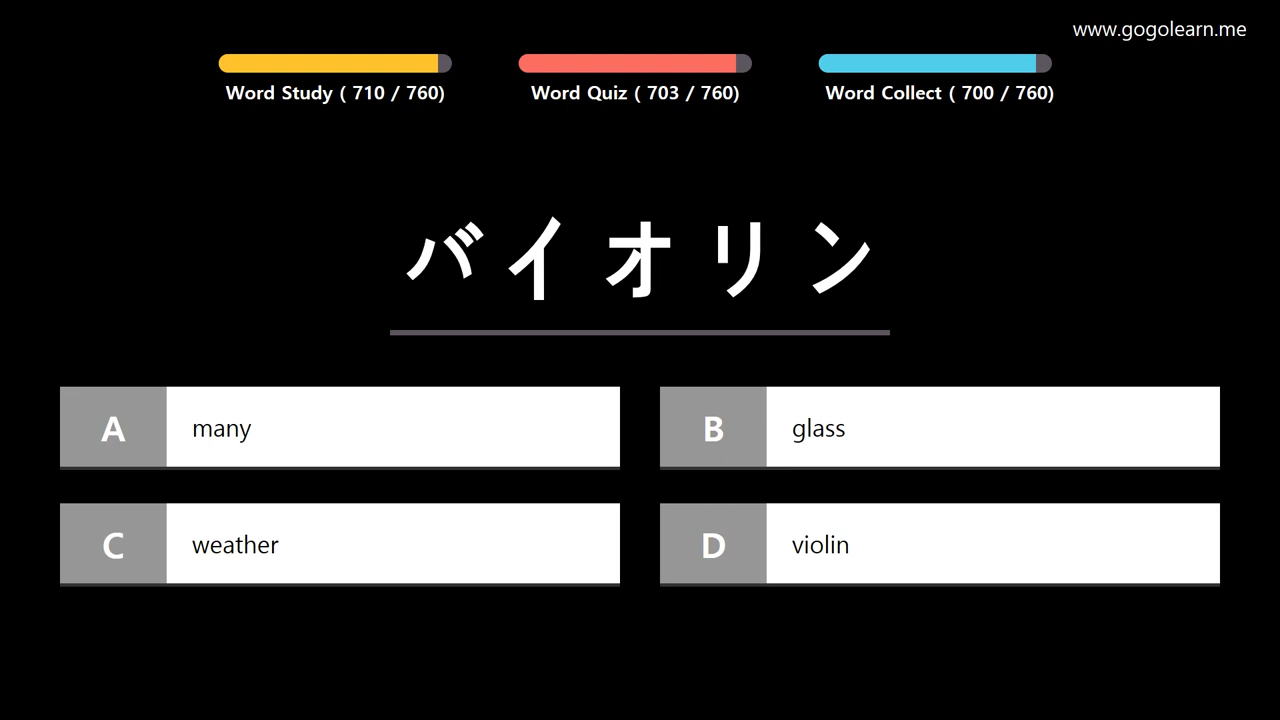 www.gogolearn.me
Word Study ( 710 / 760)
Word Quiz ( 703 / 760)
Word Collect ( 700 / 760)
バイオリン
A many
B glass
C weather
D violin